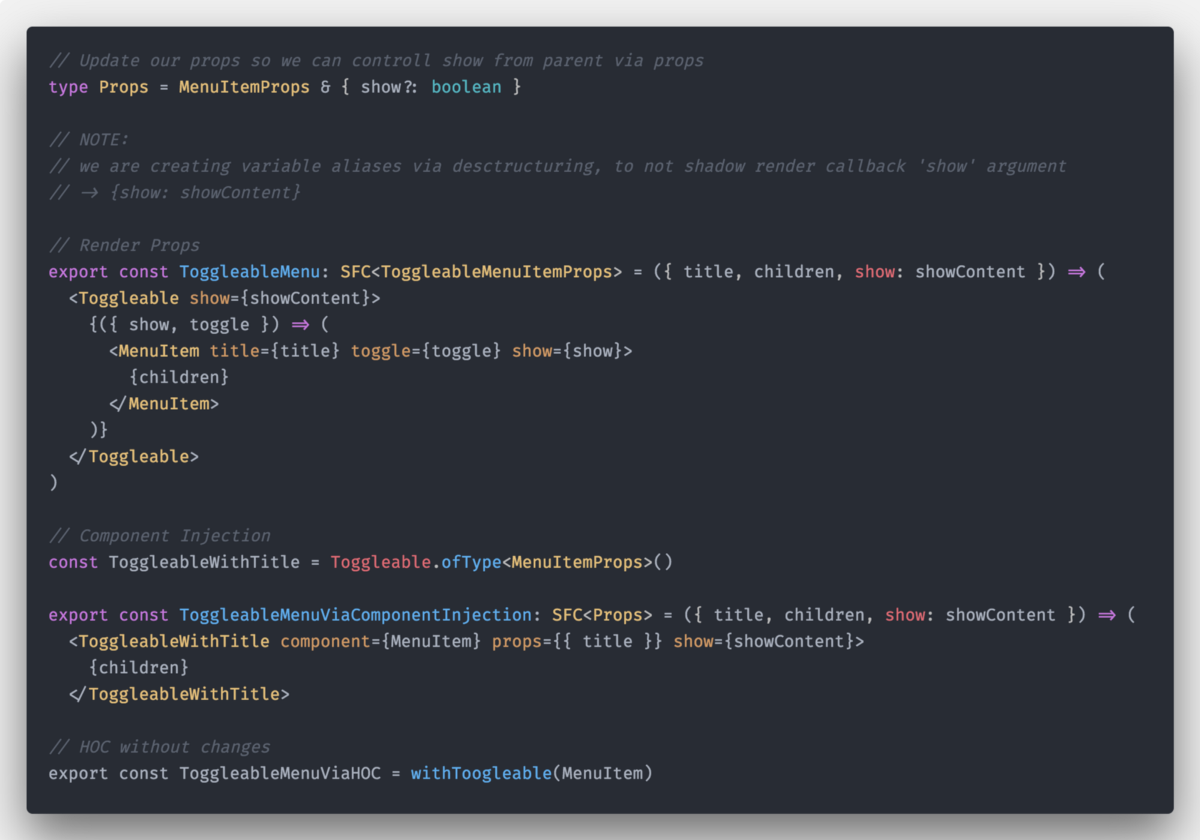 // Update our props so we can controll show from parent via props
type Props = MenuItemProps & { show?: boolean }

// NOTE:
// we are creating variable aliases via desctructuring, to not shadow render callback 'show' argument
// -> {show: showContent}

// Render Props
export const ToggleableMenu: SFC<ToggleableMenuItemProps> = ({ title, children, show: showContent }) => (
  <Toggleable show={showContent}>
    {({ show, toggle }) => (
      <MenuItem title={title} toggle={toggle} show={show}>
        {children}
      </MenuItem>
    )}
  </Toggleable>
)

// Component Injection
const ToggleableWithTitle = Toggleable.ofType<MenuItemProps>()

export const ToggleableMenuViaComponentInjection: SFC<Props> = ({ title, children, show: showContent }) => (
  <ToggleableWithTitle component={MenuItem} props={{ title }} show={showContent}>
    {children}
  </ToggleableWithTitle>

// HOC without changes
export const ToggleableMenuViaHOC = withToogleable(MenuItem)